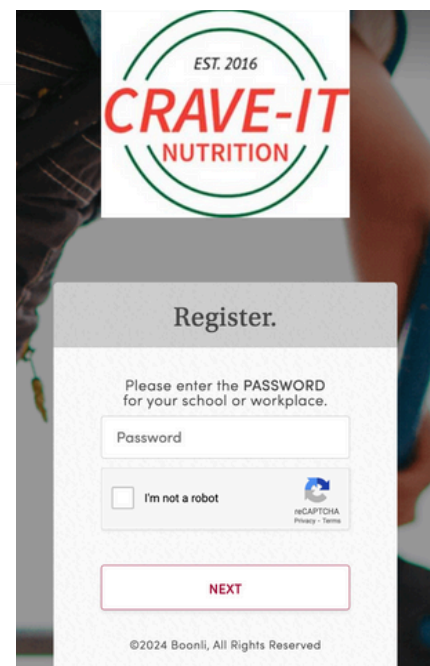 EST. 2016
CRAVE-IT
NUTRITION
Register.
Please enter the PASSWORD
for your school or workplace.
Password
I'm not a robot
reCAPTCHA
Privacy - Terms
NEXT
©2024 Boonli, All Rights Reserved